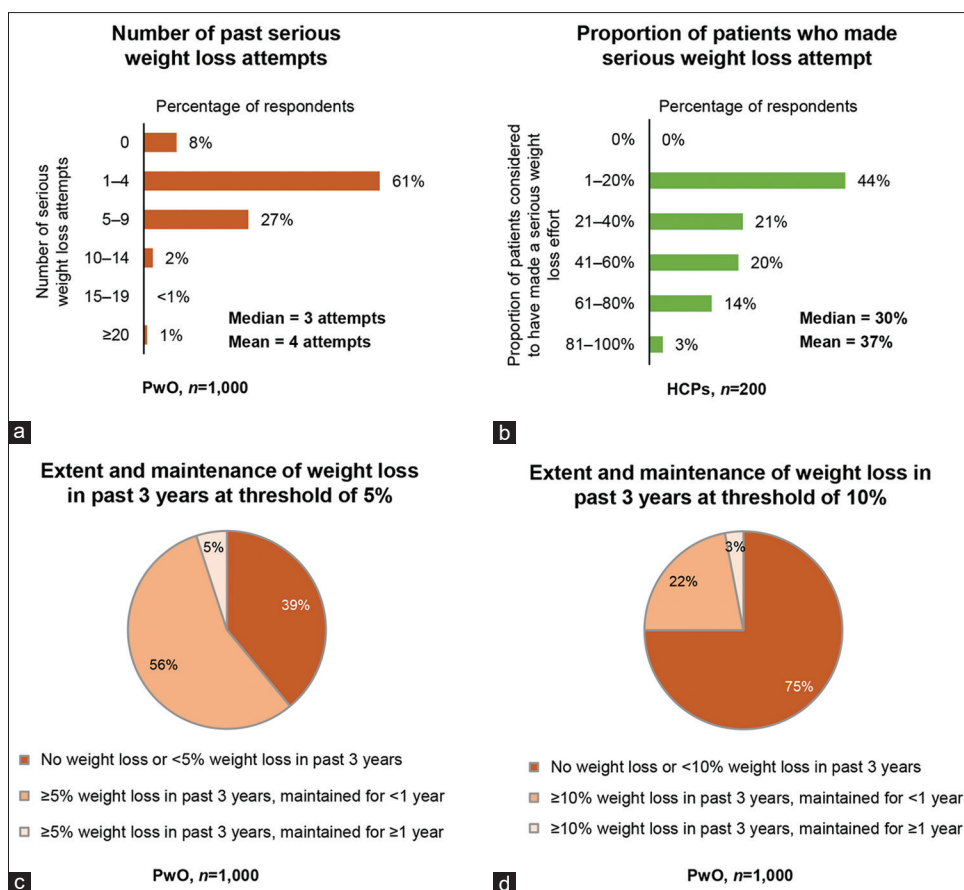 Number of past serious
weight loss attempts
Percentage of respondents
Number of serious
weight loss attempts
0
8%
1–4
61%
5–9
27%
10–14
2%
15–19
<1%
≥20
1%
Median = 3 attempts
Mean = 4 attempts
PwO, n=1,000
a
Proportion of patients who made
serious weight loss attempt
Percentage of respondents
Proportion of patients considered
to have made a serious weight
loss effort
0%
0%
1–20%
44%
21–40%
21%
41–60%
20%
61–80%
14%
81–100%
3%
Median = 30%
Mean = 37%
HCPs, n=200
b
Extent and maintenance of weight loss
in past 3 years at threshold of 5%
5%
39%
56%
No weight loss or <5% weight loss in past 3 years
≥5% weight loss in past 3 years, maintained for <1 year
≥5% weight loss in past 3 years, maintained for ≥1 year
PwO, n=1,000
c
Extent and maintenance of weight loss in
past 3 years at threshold of 10%
3%
22%
75%
No weight loss or <10% weight loss in past 3 years
≥10% weight loss in past 3 years, maintained for <1 year
≥10% weight loss in past 3 years, maintained for ≥1 year
PwO, n=1,000
d